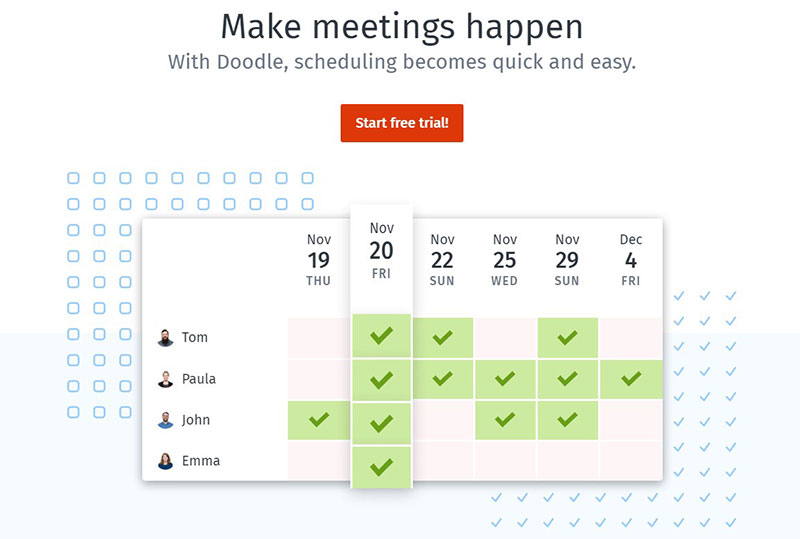 Make meetings happen
With Doodle, scheduling becomes quick and easy.
Start free trial!
Nov Nov Nov Nov Nov Dec
19 20 22 25 29 4
THU FRI SUN WED SUN FRI
Tom
Paula
John
Emma